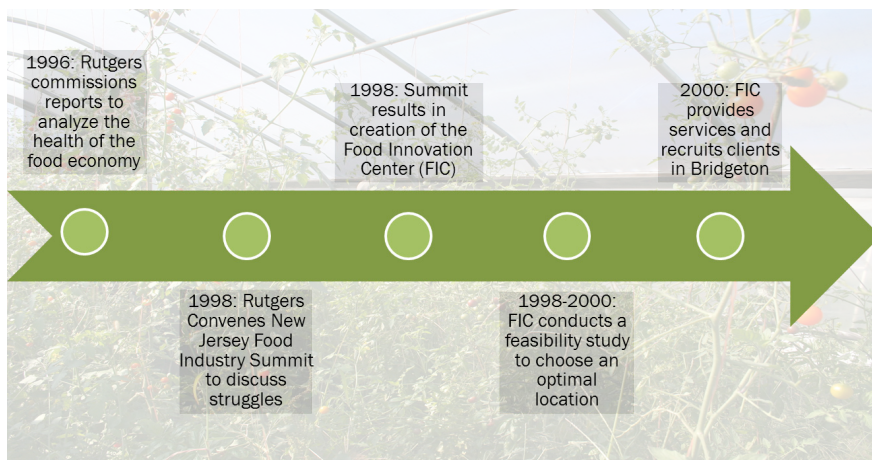 1996: Rutgers
commissions
reports to
analyze the
health of the
food economy
1998: Rutgers
Convenes New
Jersey Food
Industry Summit
to discuss
struggles
1998: Summit
results in
creation of the
Food Innovation
Center (FIC)
1998-2000:
FIC conducts a
feasibility study
to choose an
optimal
location
2000: FIC
provides
services and
recruits clients
in Bridgeton